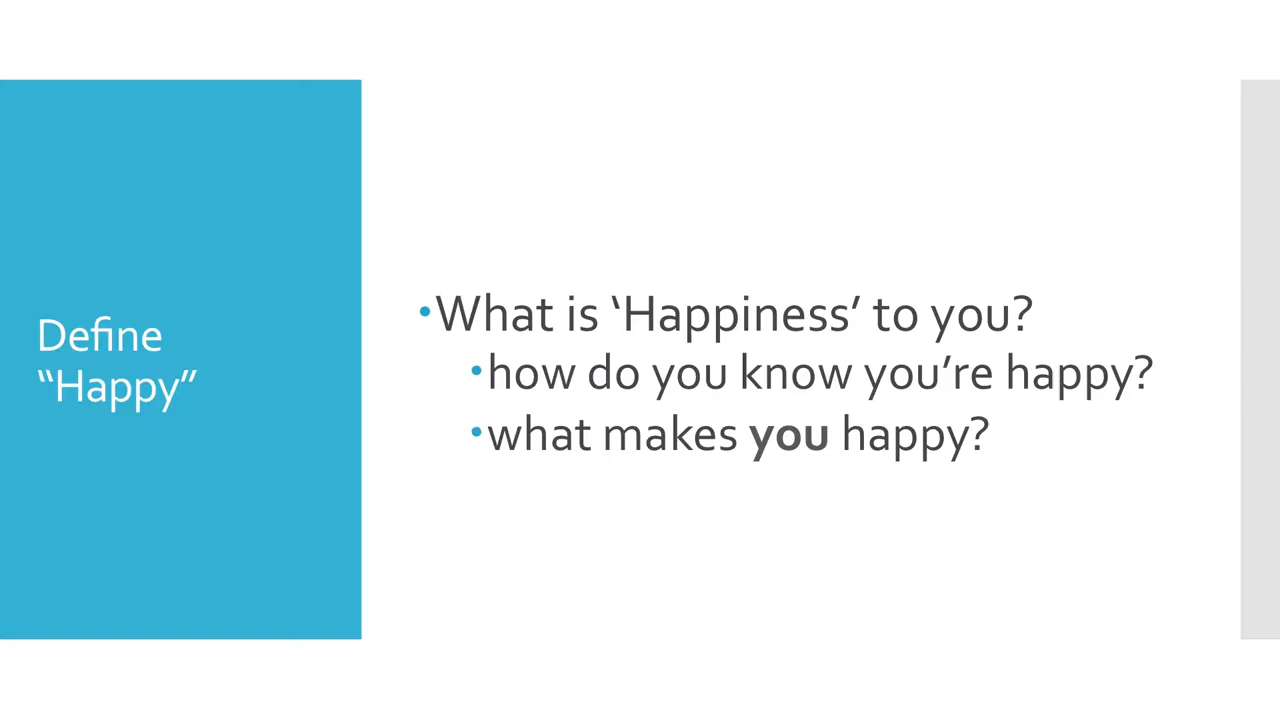 Define
“Happy”
•What is ‘Happiness’ to you?
•how do you know you’re happy?
•what makes you happy?